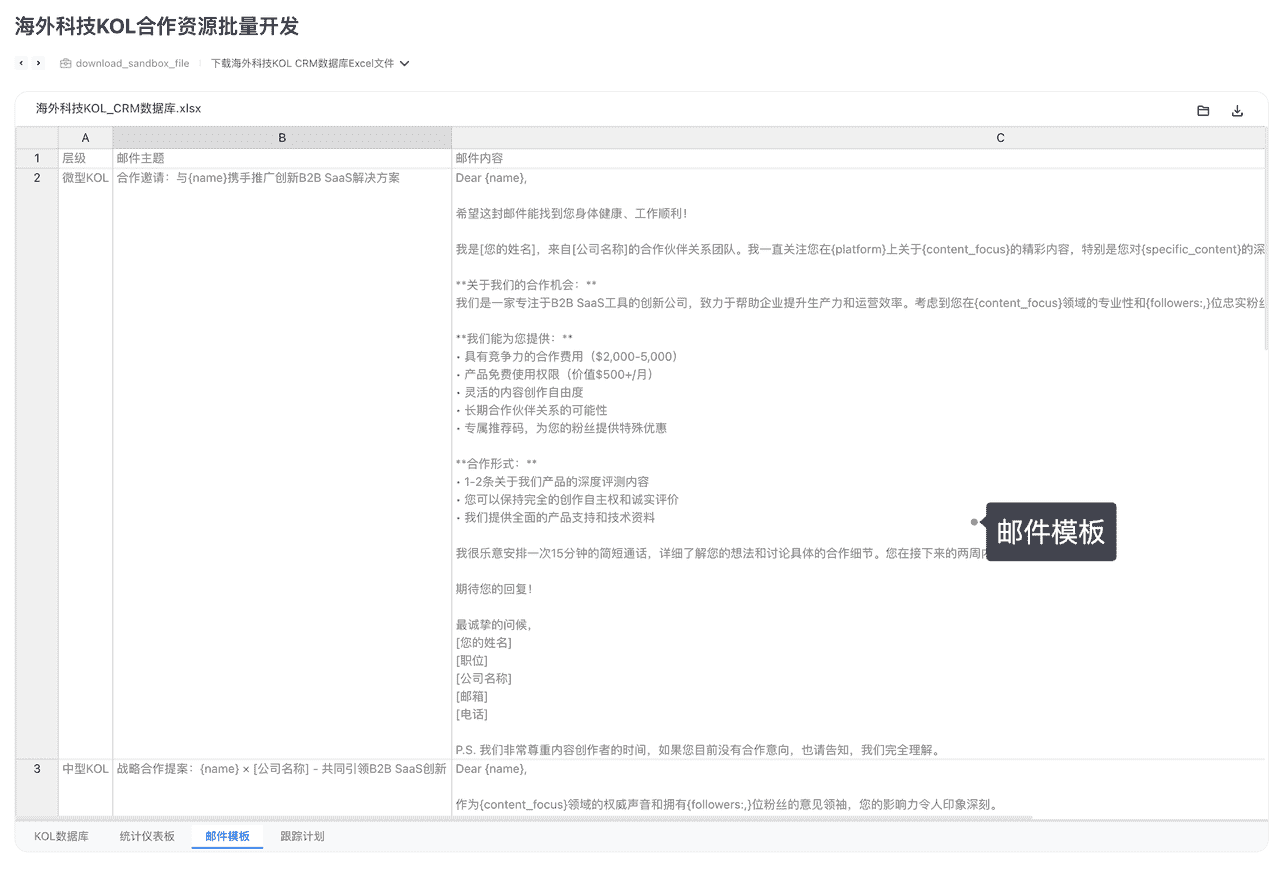 海外科技KOL合作资源批量开发
download_sandbox_file 下载海外科技KOL CRM数据库Excel文件
海外科技KOL_CRM数据库.xlsx
A B C
1 层级 邮件主题 邮件内容
2 微型KOL 合作邀请：与{name}携手推广创新B2B SaaS解决方案 Dear {name},
希望这封邮件能找到您身体健康、工作顺利！
我是[您的姓名]，来自[公司名称]的合作伙伴关系团队。我一直关注您在{platform}上关于{content_focus}的精彩内容，特别是您对{specific_content}的深
**关于我们的合作机会：**
我们是一家专注于B2B SaaS工具的创新公司，致力于帮助企业提升生产力和运营效率。考虑到您在{content_focus}领域的专业性和{followers:,}位忠实粉丝
**我们能为您提供：**
• 具有竞争力的合作费用（$2,000-5,000）
• 产品免费使用权限（价值$500+/月）
• 灵活的内容创作自由度
• 长期合作伙伴关系的可能性
• 专属推荐码，为您的粉丝提供特殊优惠
**合作形式：**
• 1-2条关于我们产品的深度评测内容
• 您可以保持完全的创作自主权和诚实评价
• 我们提供全面的产品支持和技术资料
邮件模板
我很乐意安排一次15分钟的简短通话，详细了解您的想法和讨论具体的合作细节。您在接下来的两周内
期待您的回复！
最诚挚的问候，
[您的姓名]
[职位]
[公司名称]
[邮箱]
[电话]
P.S. 我们非常尊重内容创作者的时间，如果您目前没有合作意向，也请告知，我们完全理解。
3 中型KOL 战略合作提案：{name} × [公司名称] - 共同引领B2B SaaS创新 Dear {name},
作为{content_focus}领域的权威声音和拥有{followers:,}位粉丝的意见领袖，您的影响力令人印象深刻。
KOL数据库 统计仪表板 邮件模板 跟踪计划